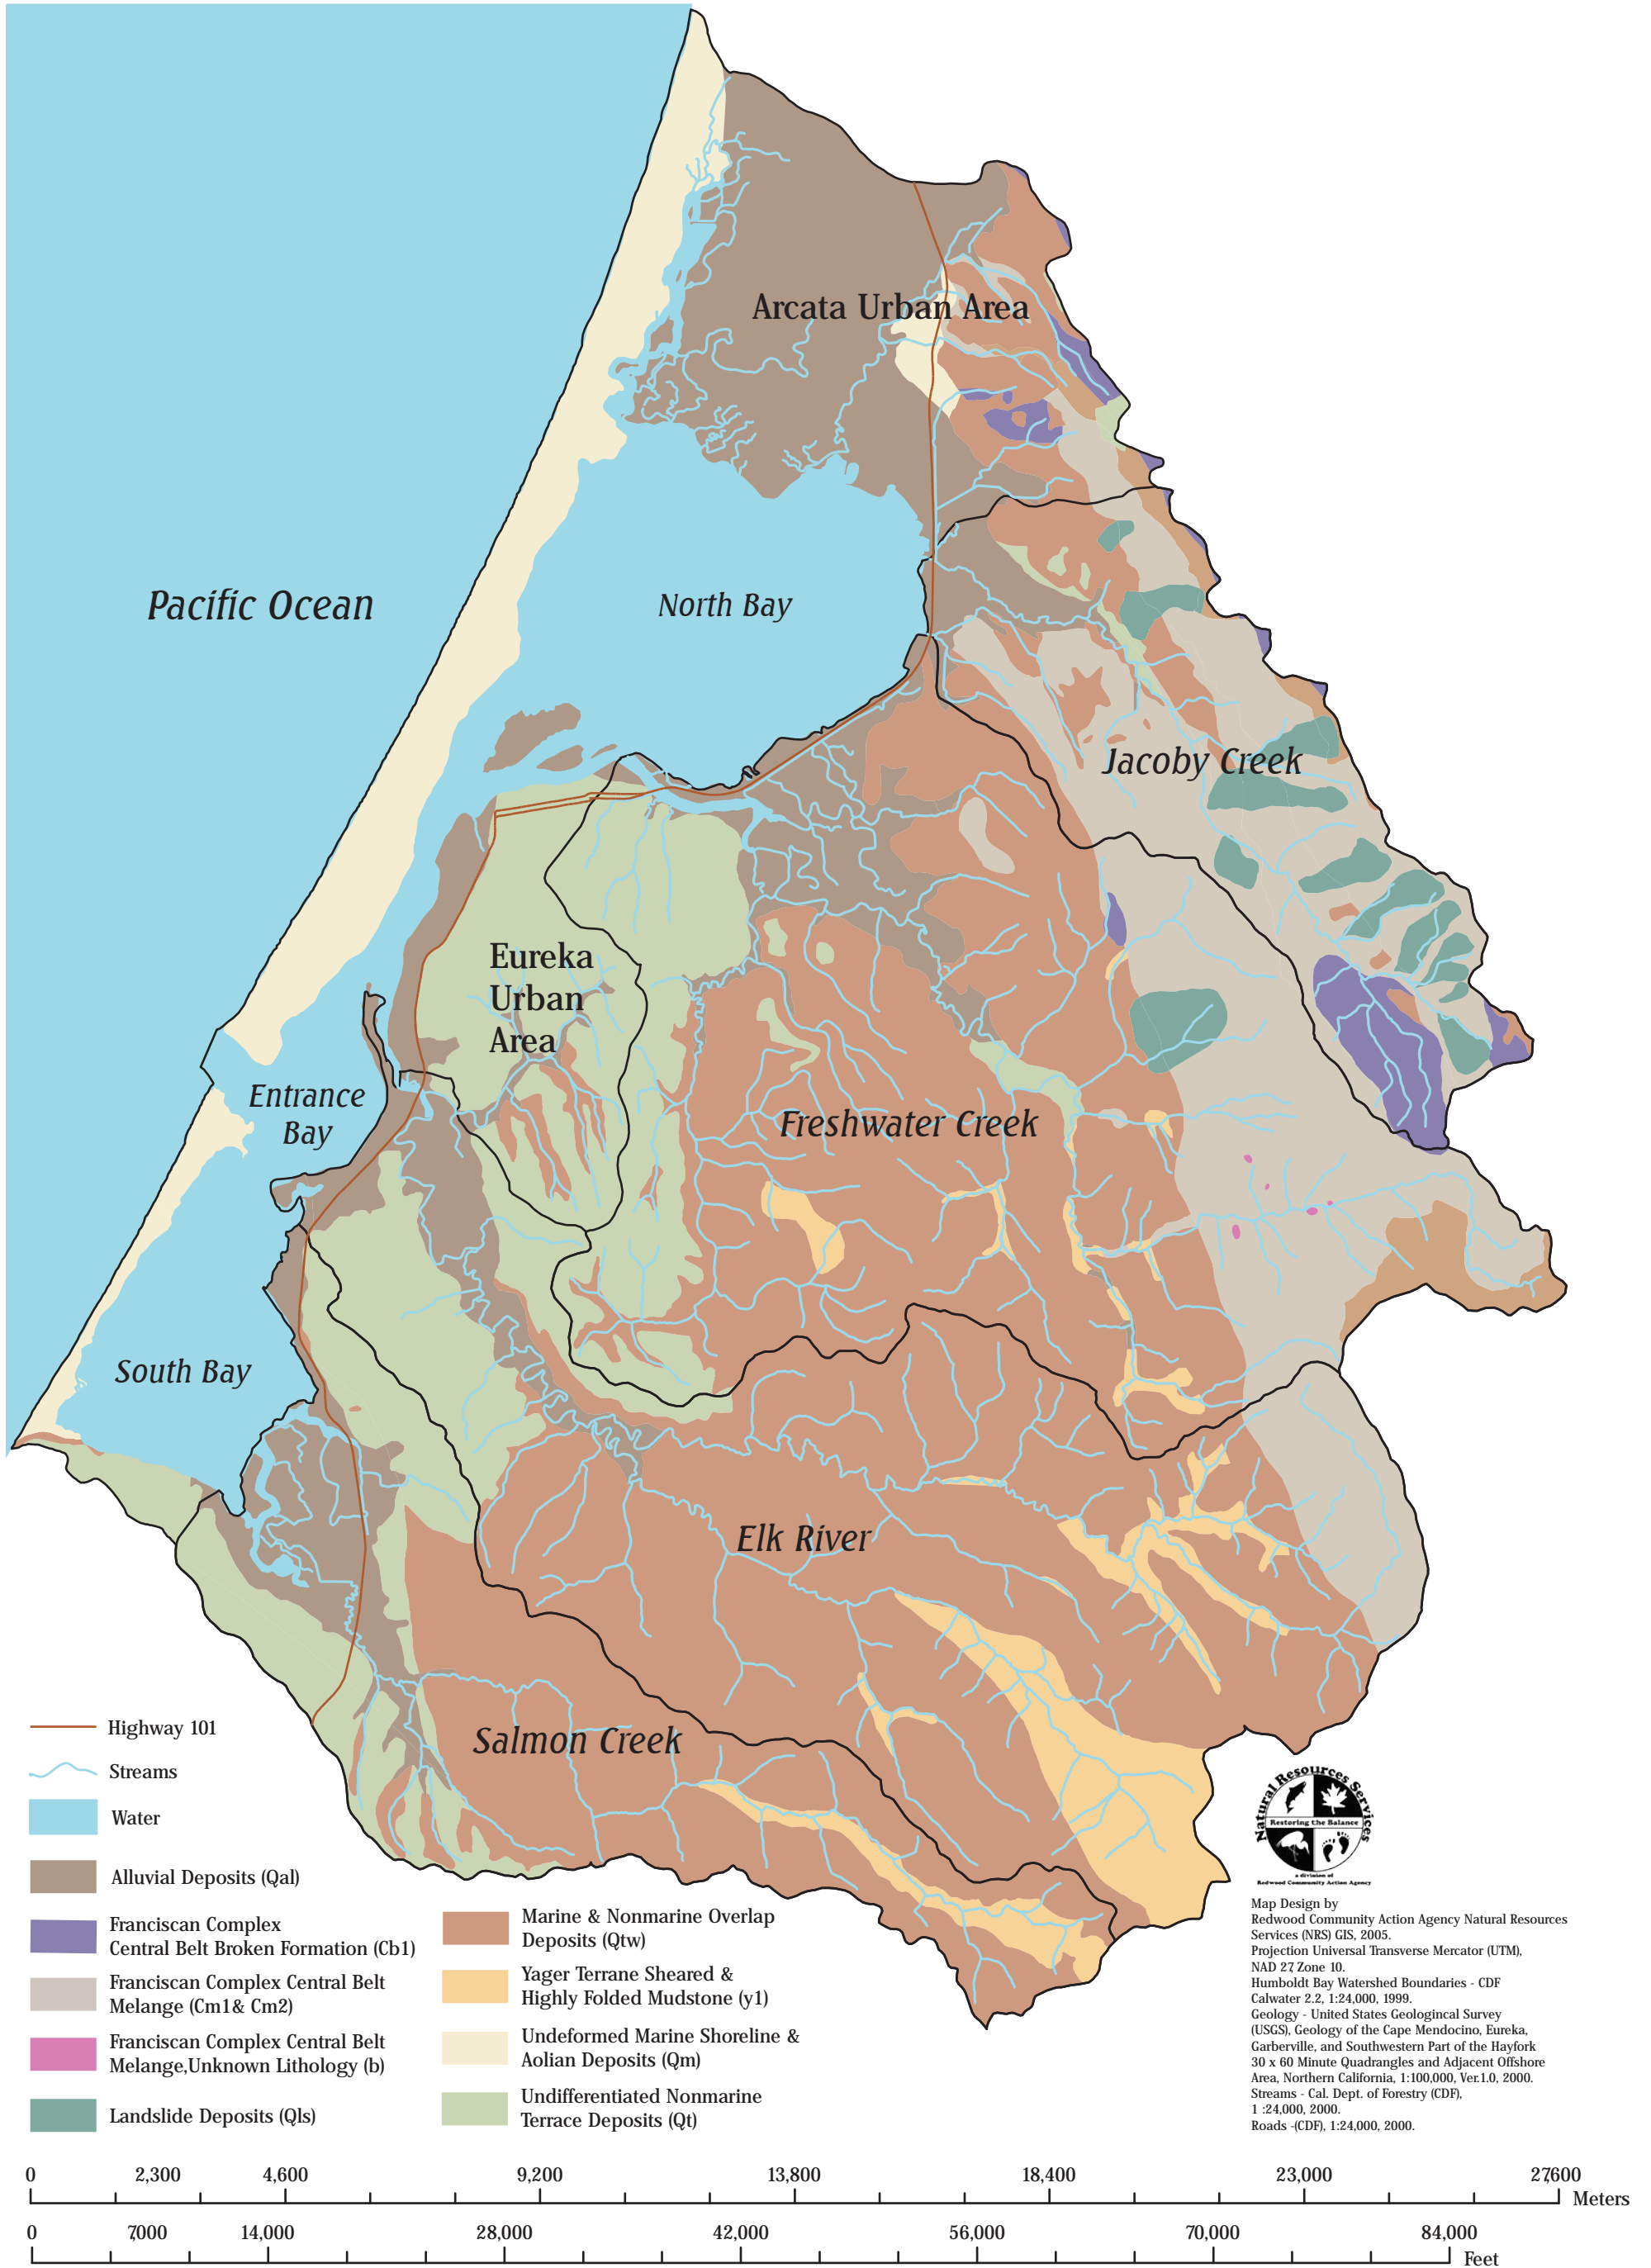 Arcata Urban Area
Pacific Ocean
North Bay
Jacoby Creek
Eureka
Urban
Area
Entrance
Bay
Freshwater Creek
South Bay
Elk River
Salmon Creek
Highway 101
Streams
Water
Alluvial Deposits (Qal)
Franciscan Complex
Central Belt Broken Formation (Cb1)
Franciscan Complex Central Belt
Melange (Cm1& Cm2)
Franciscan Complex Central Belt
Melange,Unknown Lithology (b)
Landslide Deposits (Qls)
Marine & Nonmarine Overlap
Deposits (Qtw)
Yager Terrane Sheared &
Highly Folded Mudstone (y1)
Undeformed Marine Shoreline &
Aolian Deposits (Qm)
Undifferentiated Nonmarine
Terrace Deposits (Qt)
Natural Resources Services
Restoring the Balance
a division of
Redwood Community Action Agency
Map Design by
Redwood Community Action Agency Natural Resources
Services (NRS) GIS, 2005.
Projection Universal Transverse Mercator (UTM),
NAD 27, Zone 10.
Humboldt Bay Watershed Boundaries - CDF
Calwater 2.2, 1:24,000, 1999.
Geology - United States Geologincal Survey
(USGS), Geology of the Cape Mendocino, Eureka,
Garberville, and Southwestern Part of the Hayfork
30 x 60 Minute Quadrangles and Adjacent Offshore
Area, Northern California, 1:100,000, Ver.1.0, 2000.
Streams - Cal. Dept. of Forestry (CDF),
1 :24,000, 2000.
Roads -(CDF), 1:24,000, 2000.
0 2,300 4,600 9,200 13,800 18,400 23,000 27,600
Meters
0 7,000 14,000 28,000 42,000 56,000 70,000 84,000
Feet